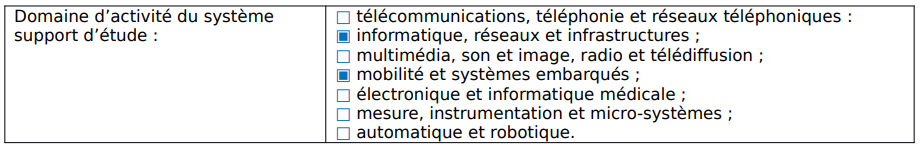 Domaine d’activité du système
support d’étude :
□ télécommunications, téléphonie et réseaux téléphoniques :
▣ informatique, réseaux et infrastructures ;
□ multimédia, son et image, radio et télédiffusion ;
▣ mobilité et systèmes embarqués ;
□ électronique et informatique médicale ;
□ mesure, instrumentation et micro-systèmes ;
□ automatique et robotique.